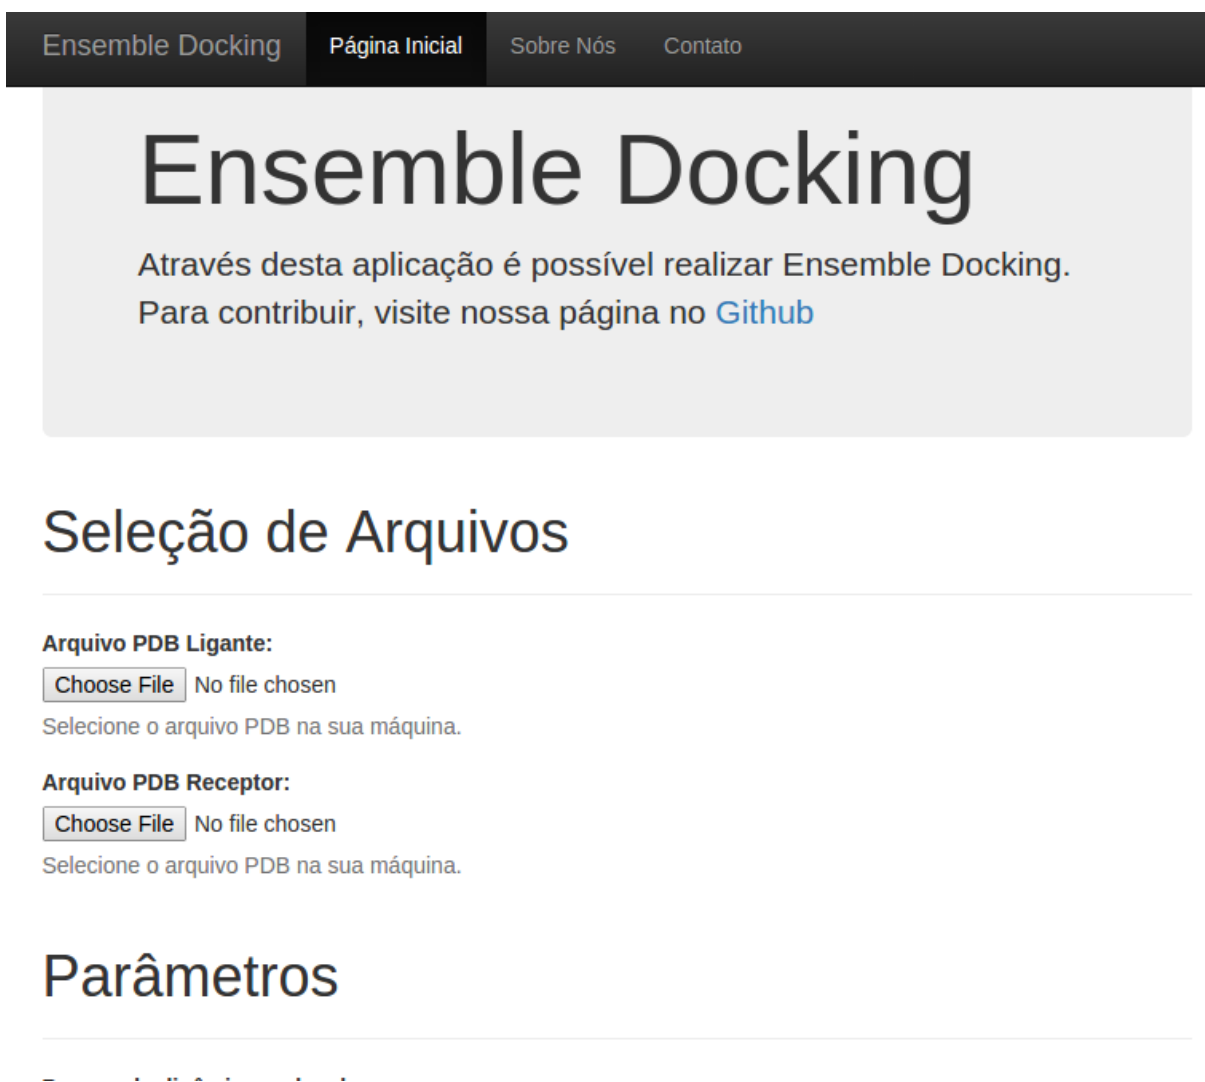 Ensemble Docking Página Inicial Sobre Nós Contato
Ensemble Docking
Através desta aplicação é possível realizar Ensemble Docking.
Para contribuir, visite nossa página no Github
Seleção de Arquivos
Arquivo PDB Ligante:
Choose File No file chosen
Selecione o arquivo PDB na sua máquina.
Arquivo PDB Receptor:
Choose File No file chosen
Selecione o arquivo PDB na sua máquina.
Parâmetros